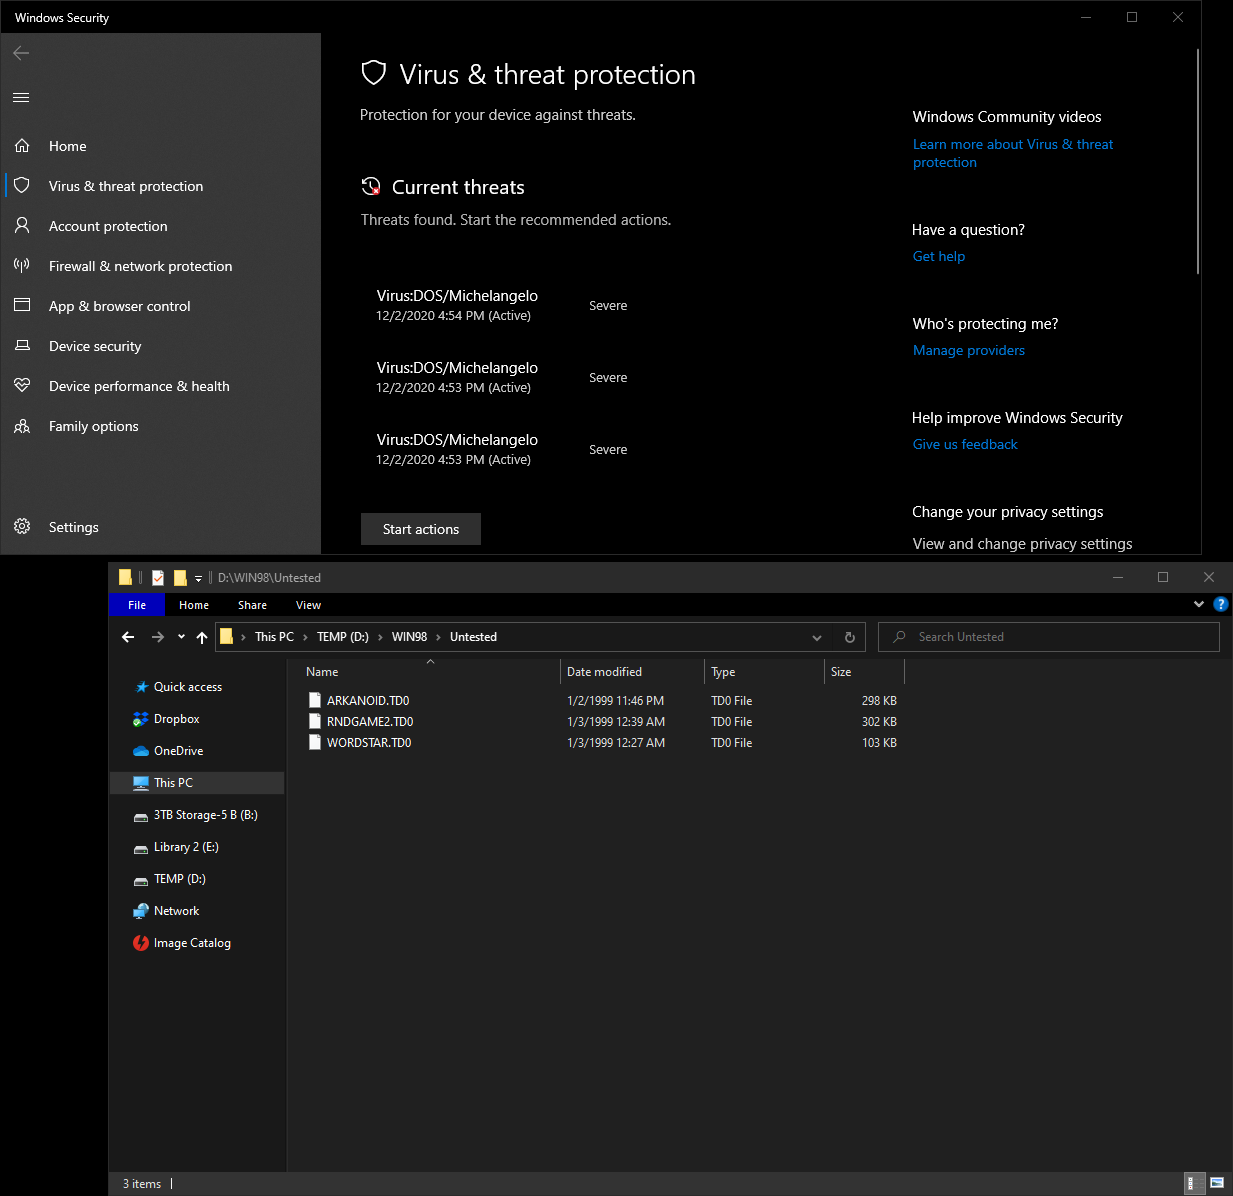 Windows Security
Home
Virus & threat protection
Account protection
Firewall & network protection
App & browser control
Device security
Device performance & health
Family options
Settings
Virus & threat protection
Protection for your device against threats.
Current threats
Threats found. Start the recommended actions.
Virus:DOS/Michelangelo
12/2/2020 4:54 PM (Active)
Severe
Virus:DOS/Michelangelo
12/2/2020 4:53 PM (Active)
Severe
Virus:DOS/Michelangelo
12/2/2020 4:53 PM (Active)
Severe
Start actions
Windows Community videos
Learn more about Virus & threat
protection
Have a question?
Get help
Who's protecting me?
Manage providers
Help improve Windows Security
Give us feedback
Change your privacy settings
View and change privacy settings
D:\WIN98\Untested
File Home Share View
This PC > TEMP (D:) > WIN98 > Untested
Search Untested
Quick access
Dropbox
OneDrive
This PC
3TB Storage-5 B (B:)
Library 2 (E:)
TEMP (D:)
Network
Image Catalog
Name Date modified Type Size
ARKANOID.TD0 1/2/1999 11:46 PM TD0 File 298 KB
RNDGAME2.TD0 1/3/1999 12:39 AM TD0 File 302 KB
WORDSTAR.TD0 1/3/1999 12:27 AM TD0 File 103 KB
3 items